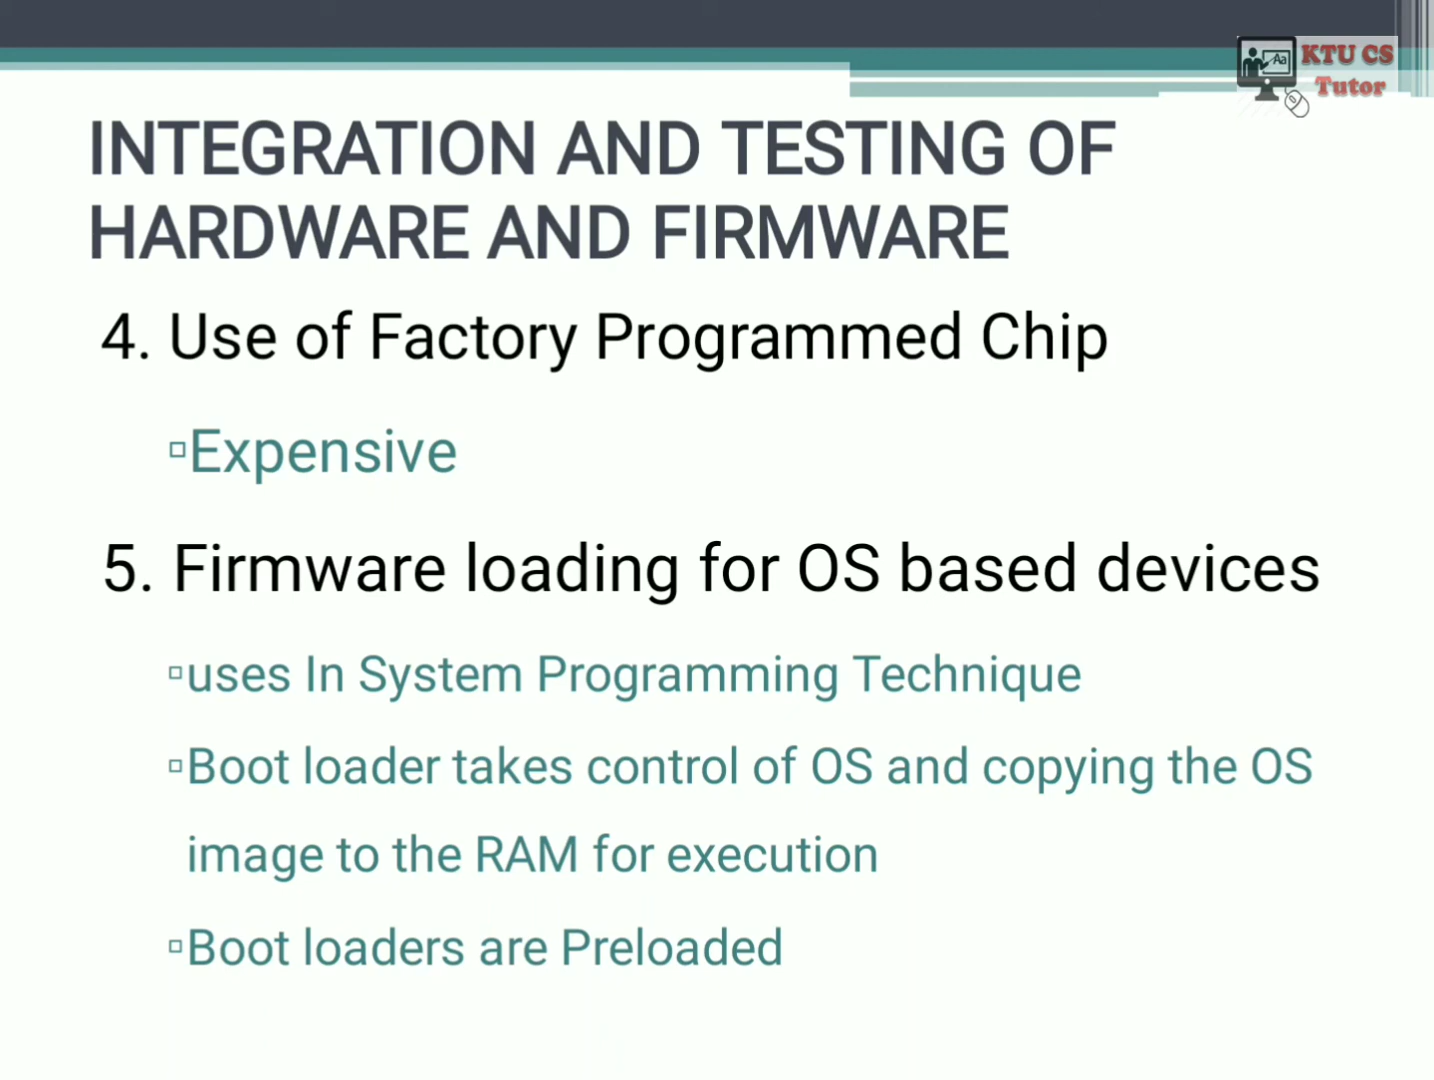 KTU CS
Aa
Tutor
INTEGRATION AND TESTING OF
HARDWARE AND FIRMWARE
4. Use of Factory Programmed Chip
▫Expensive
5. Firmware loading for OS based devices
▫uses In System Programming Technique
▫Boot loader takes control of OS and copying the OS
image to the RAM for execution
▫Boot loaders are Preloaded